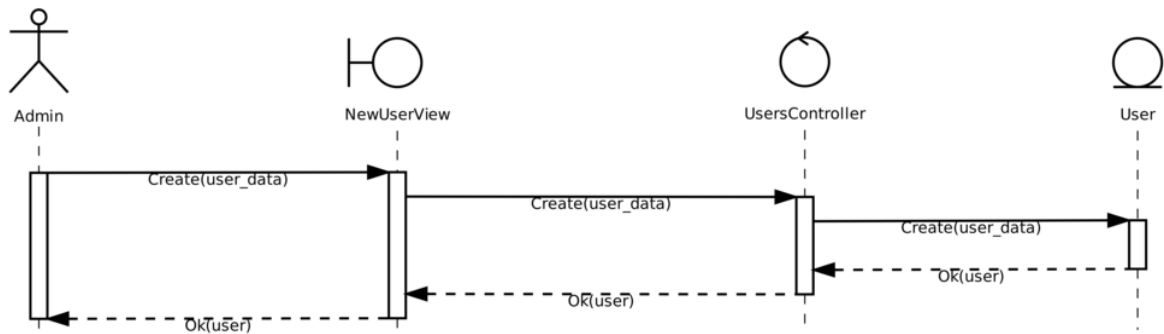 Admin
NewUserView
UsersController
User
Create(user_data)
Create(user_data)
Create(user_data)
Ok(user)
Ok(user)
Ok(user)